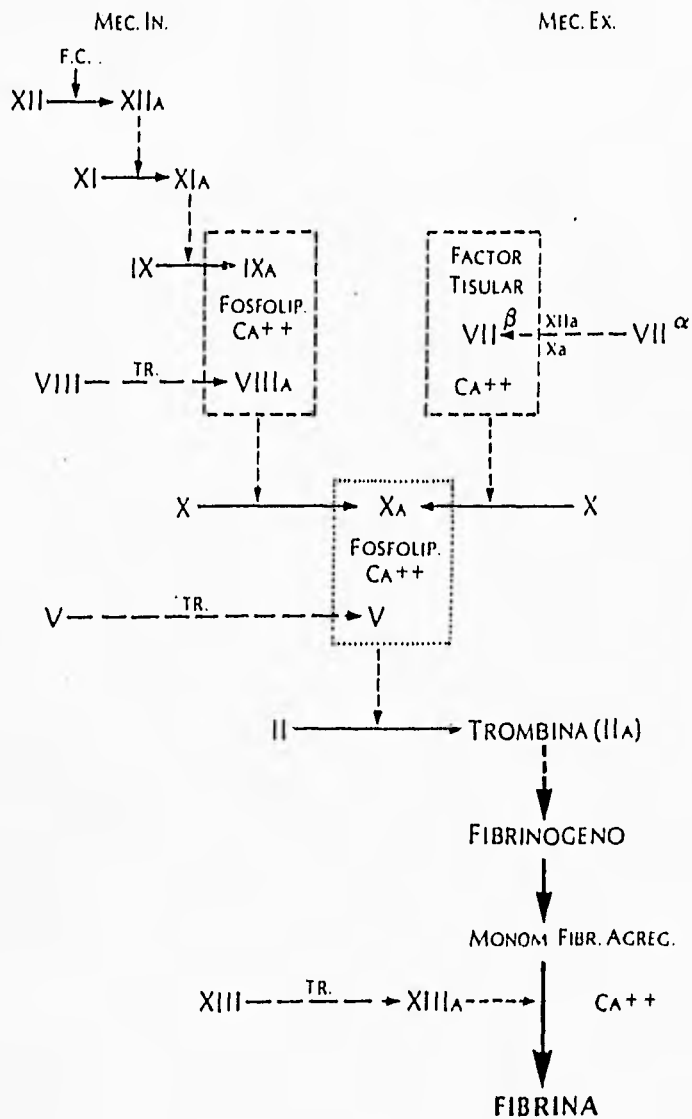 MEC. IN. MEC. EX.
F.C. .
XII XIIA
XI XIA
IX IXA
FOSFOLIP.
CA++
VIII TR. VIIIA
FACTOR
TISULAR
VII β XIIa VII α
Xa
CA++
X XA X
FOSFOLIP.
CA++
V TR. V
II TROMBINA (IIA)
FIBRINOGENO
MONOM FIBR. AGREG.
XIII TR. XIIIA CA++
FIBRINA